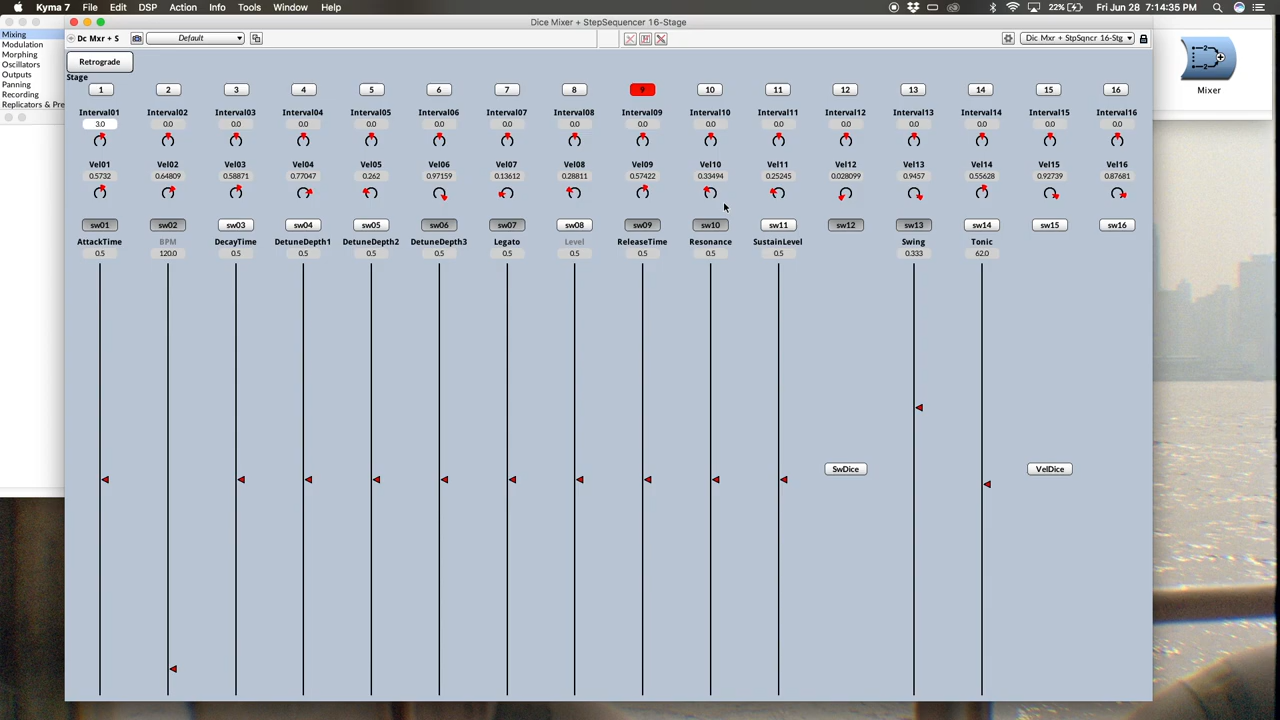 Kyma 7 File Edit DSP Action Info Tools Window Help 22% Fri Jun 28 7:14:35 PM
Dice Mixer + StepSequencer 16-Stage
Dc Mxr + S Default Dic Mxr + StpSqncr 16-Stg
Mixing
Modulation
Morphing
Oscillators
Outputs
Panning
Recording
Replicators & Pre
Mixer
Retrograde
Stage
1 2 3 4 5 6 7 8 9 10 11 12 13 14 15 16
Interval01 Interval02 Interval03 Interval04 Interval05 Interval06 Interval07 Interval08 Interval09 Interval10 Interval11 Interval12 Interval13 Interval14 Interval15 Interval16
3.0 0.0 0.0 0.0 0.0 0.0 0.0 0.0 0.0 0.0 0.0 0.0 0.0 0.0 0.0 0.0
Vel01 Vel02 Vel03 Vel04 Vel05 Vel06 Vel07 Vel08 Vel09 Vel10 Vel11 Vel12 Vel13 Vel14 Vel15 Vel16
0.5732 0.64809 0.58871 0.77047 0.262 0.97159 0.13612 0.28811 0.57422 0.33494 0.25245 0.028099 0.9457 0.55628 0.92739 0.87681
sw01 sw02 sw03 sw04 sw05 sw06 sw07 sw08 sw09 sw10 sw11 sw12 sw13 sw14 sw15 sw16
AttackTime BPM DecayTime DetuneDepth1 DetuneDepth2 DetuneDepth3 Legato Level ReleaseTime Resonance SustainLevel Swing Tonic
0.5 120.0 0.5 0.5 0.5 0.5 0.5 0.5 0.5 0.5 0.5 0.333 62.0
SwDice VelDice